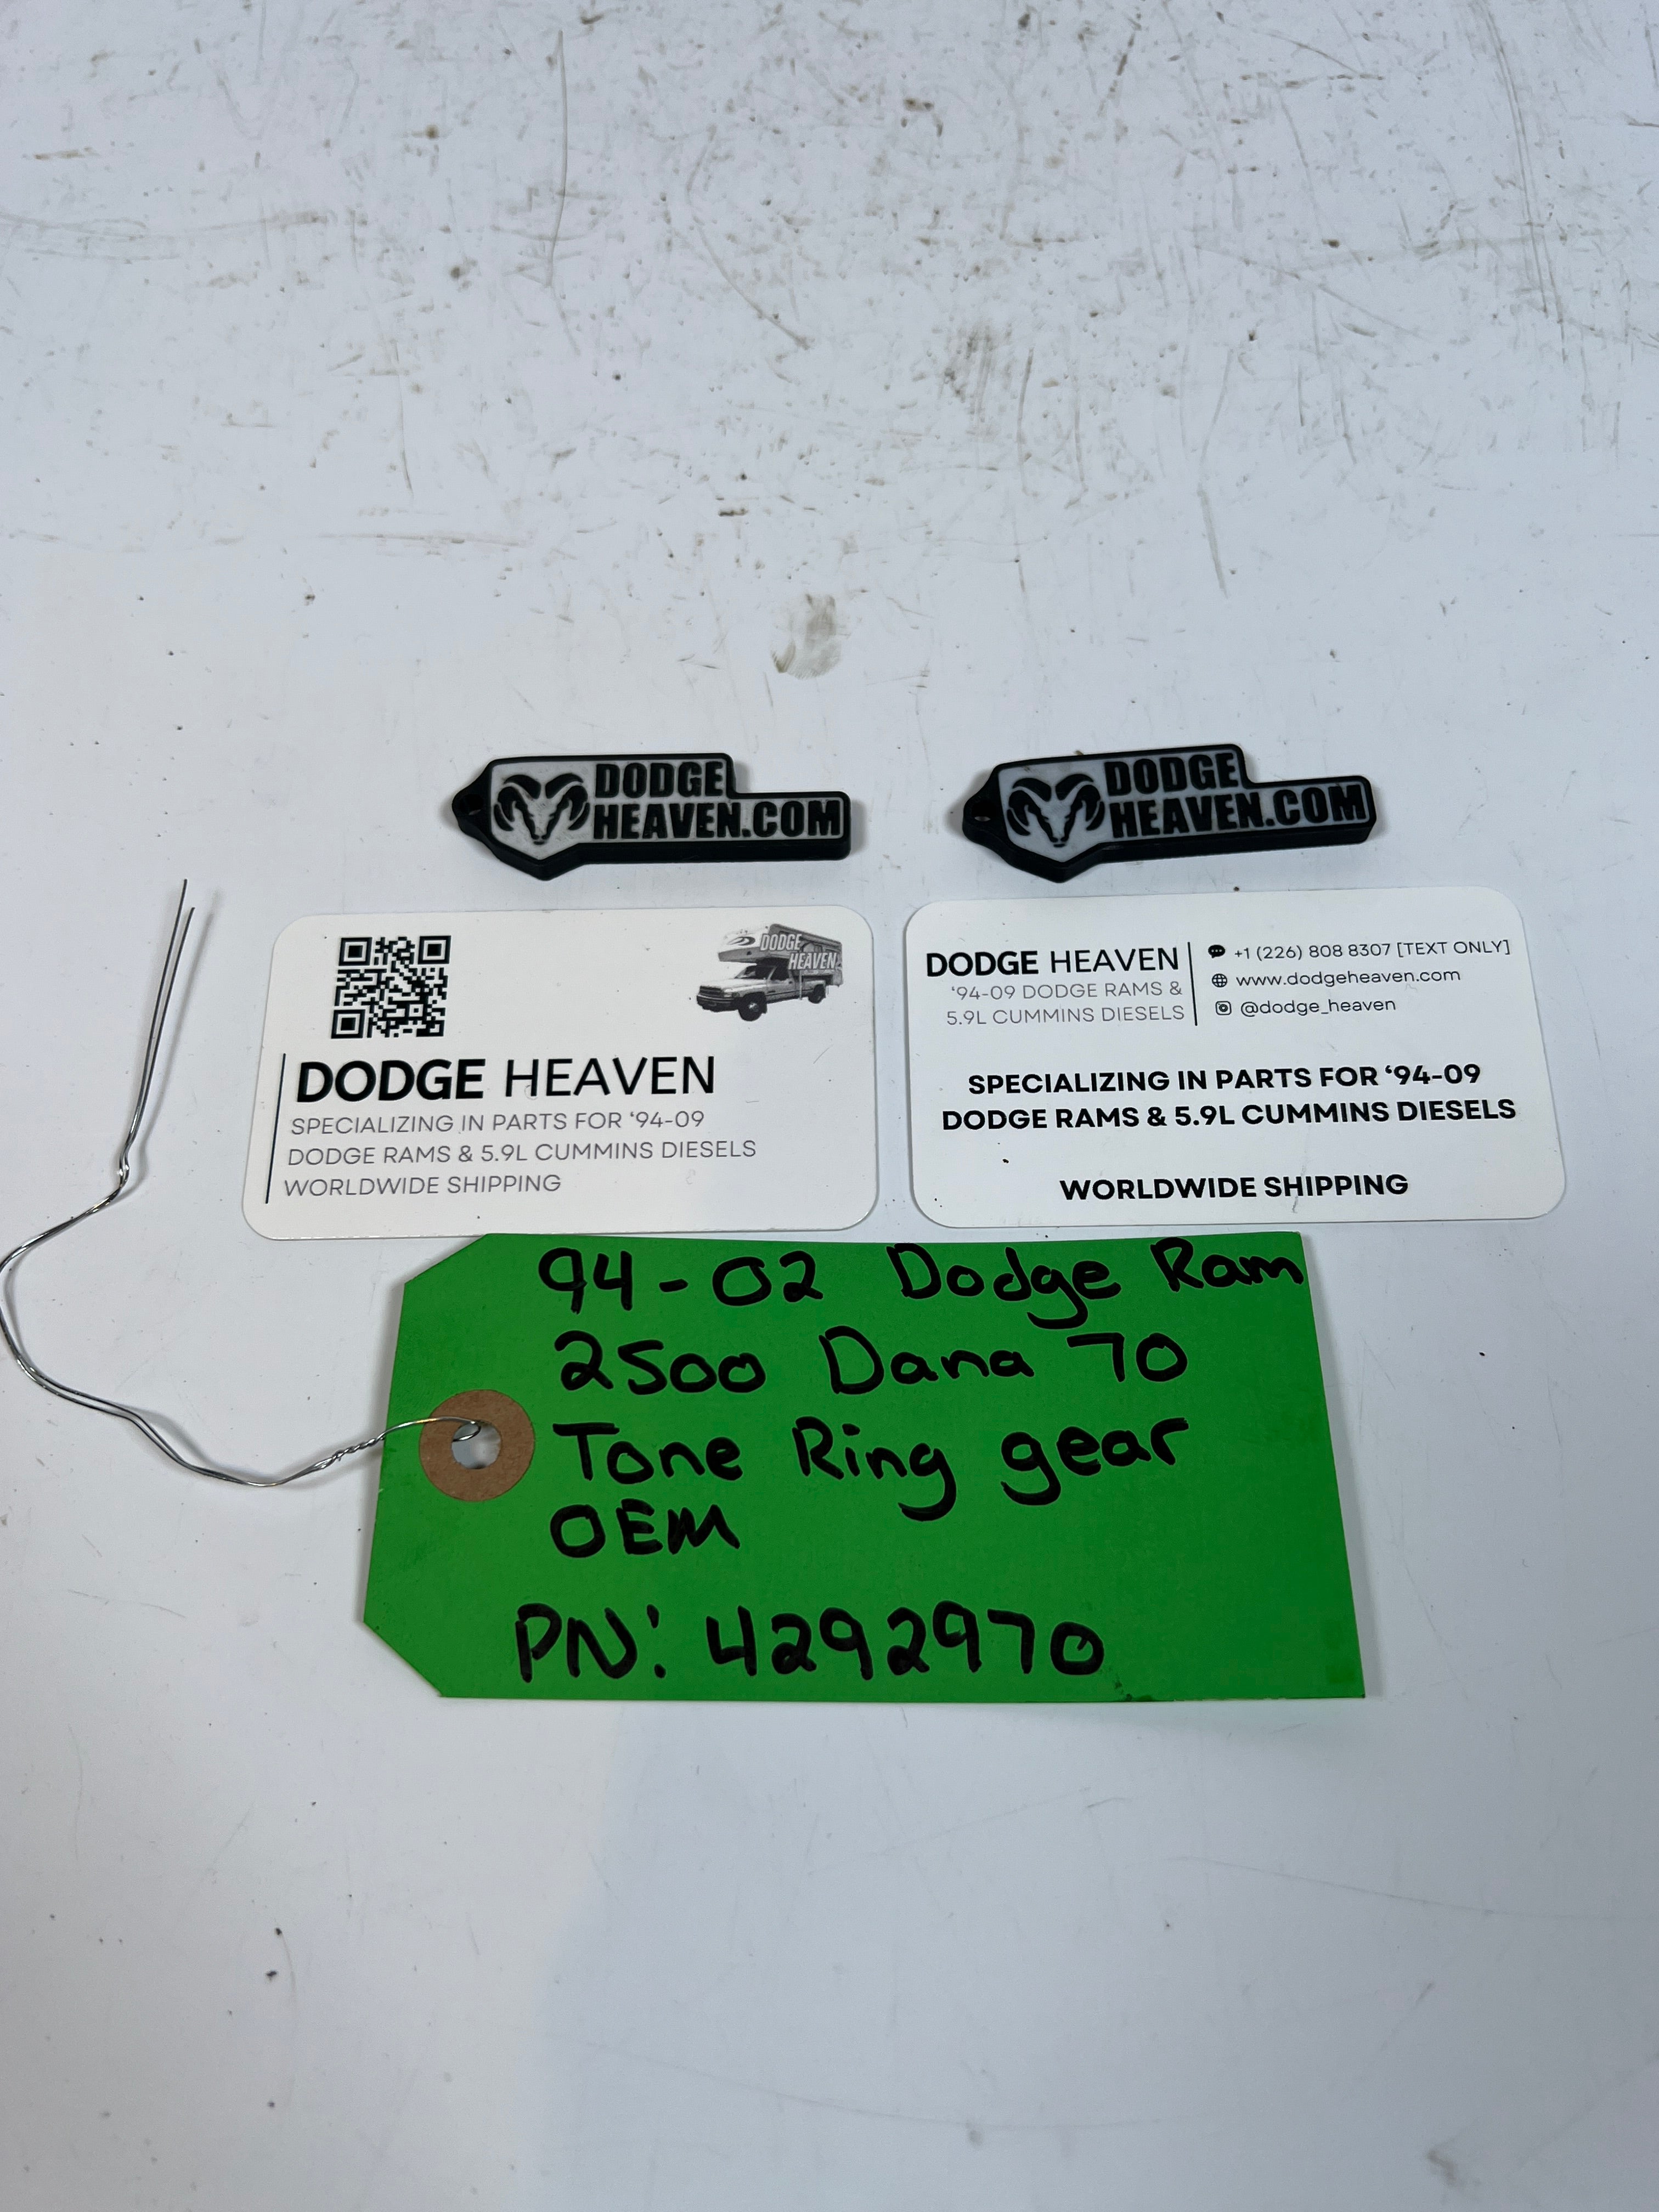 DODGE
HEAVEN.COM
DODGE
HEAVEN.COM
DODGE
HEAVEN
DODGE HEAVEN
SPECIALIZING IN PARTS FOR ‘94-09
DODGE RAMS & 5.9L CUMMINS DIESELS
WORLDWIDE SHIPPING
DODGE HEAVEN
‘94-09 DODGE RAMS &
5.9L CUMMINS DIESELS
+1 (226) 808 8307 [TEXT ONLY]
www.dodgeheaven.com
@dodge_heaven
SPECIALIZING IN PARTS FOR ‘94-09
DODGE RAMS & 5.9L CUMMINS DIESELS
WORLDWIDE SHIPPING
94-02 Dodge Ram
2500 Dana 70
Tone Ring gear
OEM
PN: 4292970